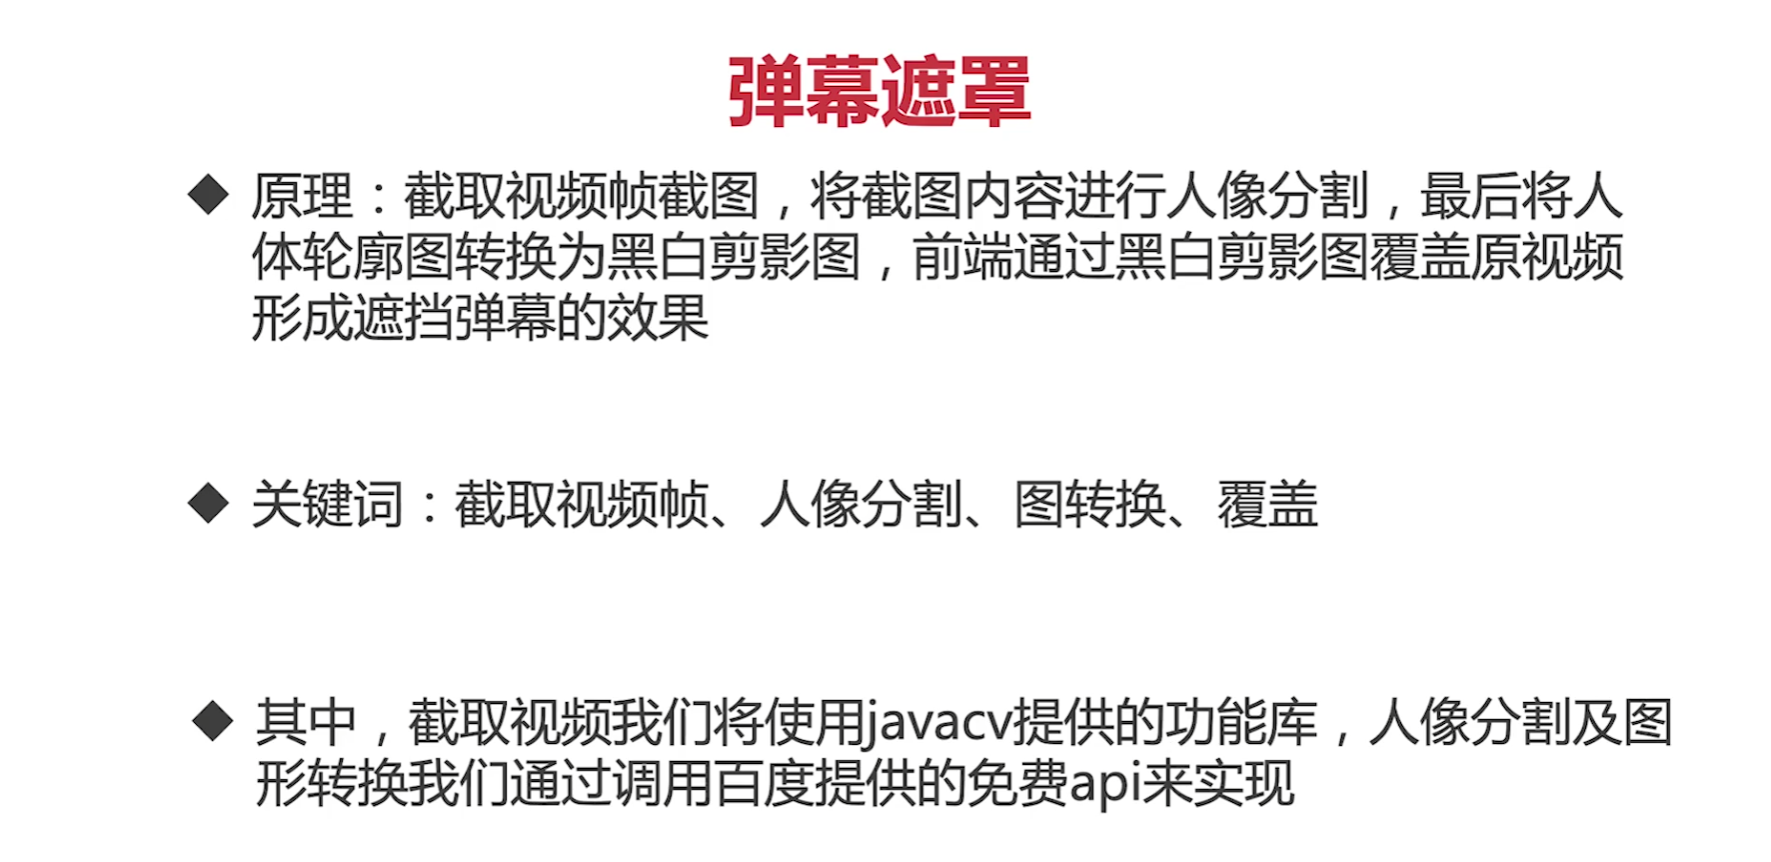 弹幕遮罩
◆ 原理：截取视频帧截图，将截图内容进行人像分割，最后将人
体轮廓图转换为黑白剪影图，前端通过黑白剪影图覆盖原视频
形成遮挡弹幕的效果
◆ 关键词：截取视频帧、人像分割、图转换、覆盖
◆ 其中，截取视频我们将使用javacv提供的功能库，人像分割及图
形转换我们通过调用百度提供的免费api来实现